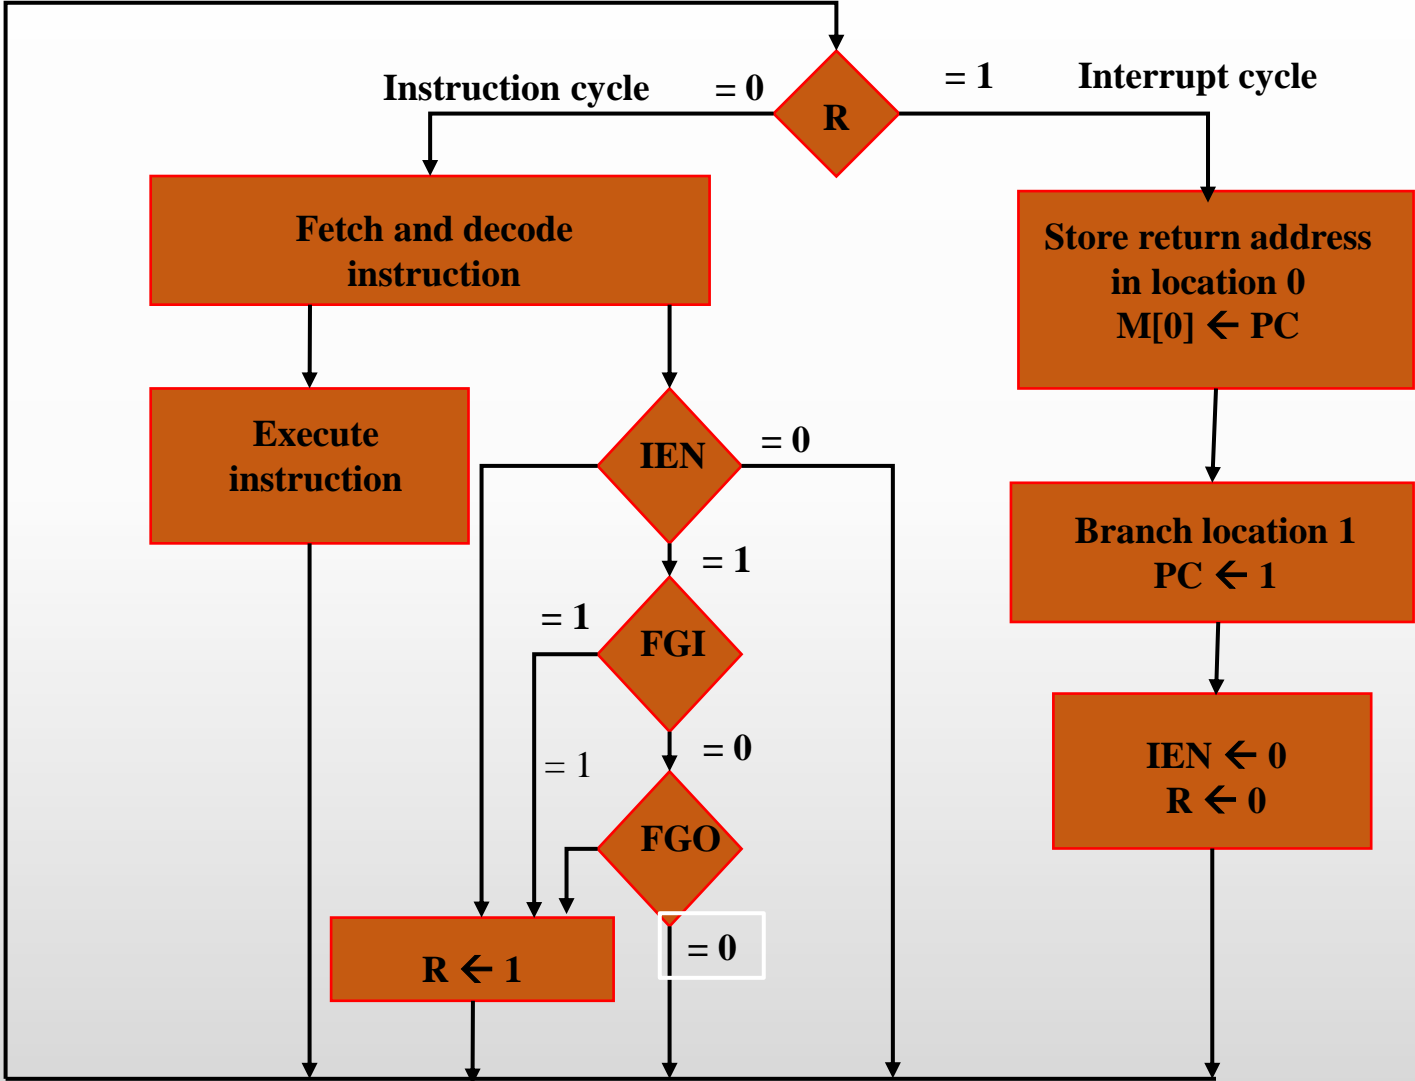 Instruction cycle
= 0
= 1
Interrupt cycle
R
Fetch and decode
instruction
Store return address
in location 0
M[0] ← PC
Execute
instruction
IEN
= 0
= 1
Branch location 1
PC ← 1
= 1
FGI
= 0
= 1
IEN ← 0
R ← 0
FGO
= 0
R ← 1